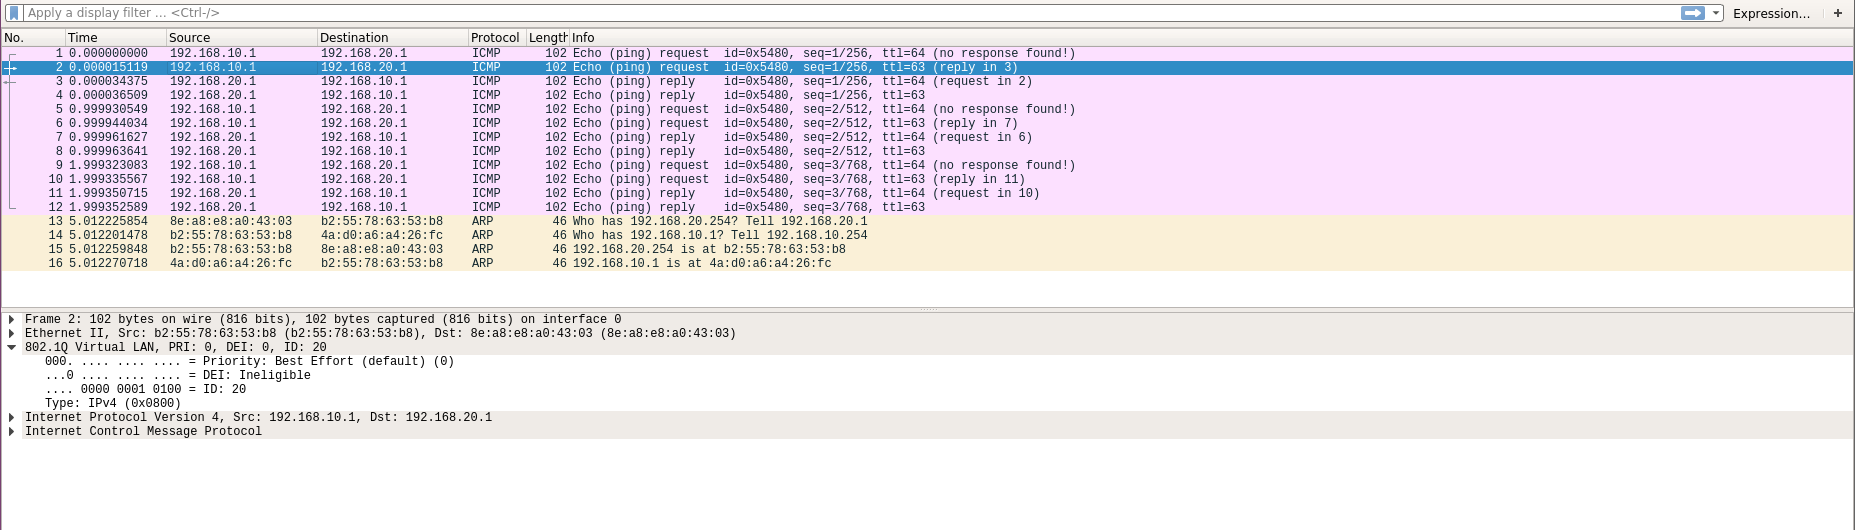 Apply a display filter ... <Ctrl-/> Expression... +
No. Time Source Destination Protocol Length Info
1 0.000000000 192.168.10.1 192.168.20.1 ICMP 102 Echo (ping) request id=0x5480, seq=1/256, ttl=64 (no response found!)
2 0.000015119 192.168.10.1 192.168.20.1 ICMP 102 Echo (ping) request id=0x5480, seq=1/256, ttl=63 (reply in 3)
3 0.000034375 192.168.20.1 192.168.10.1 ICMP 102 Echo (ping) reply id=0x5480, seq=1/256, ttl=64 (request in 2)
4 0.000036509 192.168.20.1 192.168.10.1 ICMP 102 Echo (ping) reply id=0x5480, seq=1/256, ttl=63
5 0.999930549 192.168.10.1 192.168.20.1 ICMP 102 Echo (ping) request id=0x5480, seq=2/512, ttl=64 (no response found!)
6 0.999944034 192.168.10.1 192.168.20.1 ICMP 102 Echo (ping) request id=0x5480, seq=2/512, ttl=63 (reply in 7)
7 0.999961627 192.168.20.1 192.168.10.1 ICMP 102 Echo (ping) reply id=0x5480, seq=2/512, ttl=64 (request in 6)
8 0.999963641 192.168.20.1 192.168.10.1 ICMP 102 Echo (ping) reply id=0x5480, seq=2/512, ttl=63
9 1.999323083 192.168.10.1 192.168.20.1 ICMP 102 Echo (ping) request id=0x5480, seq=3/768, ttl=64 (no response found!)
10 1.999335567 192.168.10.1 192.168.20.1 ICMP 102 Echo (ping) request id=0x5480, seq=3/768, ttl=63 (reply in 11)
11 1.999350715 192.168.20.1 192.168.10.1 ICMP 102 Echo (ping) reply id=0x5480, seq=3/768, ttl=64 (request in 10)
12 1.999352589 192.168.20.1 192.168.10.1 ICMP 102 Echo (ping) reply id=0x5480, seq=3/768, ttl=63
13 5.012225854 8e:a8:e8:a0:43:03 b2:55:78:63:53:b8 ARP 46 Who has 192.168.20.254? Tell 192.168.20.1
14 5.012201478 b2:55:78:63:53:b8 4a:d0:a6:a4:26:fc ARP 46 Who has 192.168.10.1? Tell 192.168.10.254
15 5.012259848 b2:55:78:63:53:b8 8e:a8:e8:a0:43:03 ARP 46 192.168.20.254 is at b2:55:78:63:53:b8
16 5.012270718 4a:d0:a6:a4:26:fc b2:55:78:63:53:b8 ARP 46 192.168.10.1 is at 4a:d0:a6:a4:26:fc
Frame 2: 102 bytes on wire (816 bits), 102 bytes captured (816 bits) on interface 0
Ethernet II, Src: b2:55:78:63:53:b8 (b2:55:78:63:53:b8), Dst: 8e:a8:e8:a0:43:03 (8e:a8:e8:a0:43:03)
802.1Q Virtual LAN, PRI: 0, DEI: 0, ID: 20
000. .... .... .... = Priority: Best Effort (default) (0)
...0 .... .... .... = DEI: Ineligible
.... 0000 0001 0100 = ID: 20
Type: IPv4 (0x0800)
Internet Protocol Version 4, Src: 192.168.10.1, Dst: 192.168.20.1
Internet Control Message Protocol